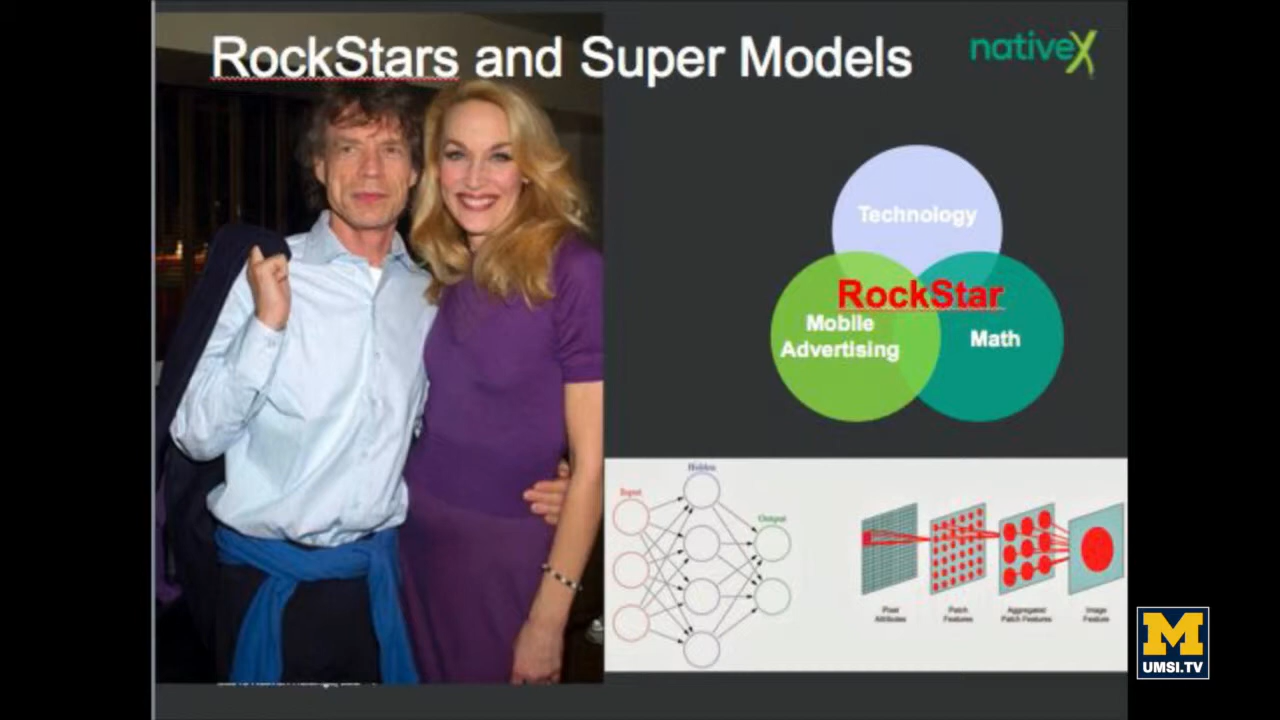 RockStars and Super Models
nativeX
Technology
RockStar
Mobile
Advertising
Math
Hidden
Input
Output
Pixel
Attributes
Patch
Features
Aggregated
Patch Features
Image
Feature
M
UMSI.TV